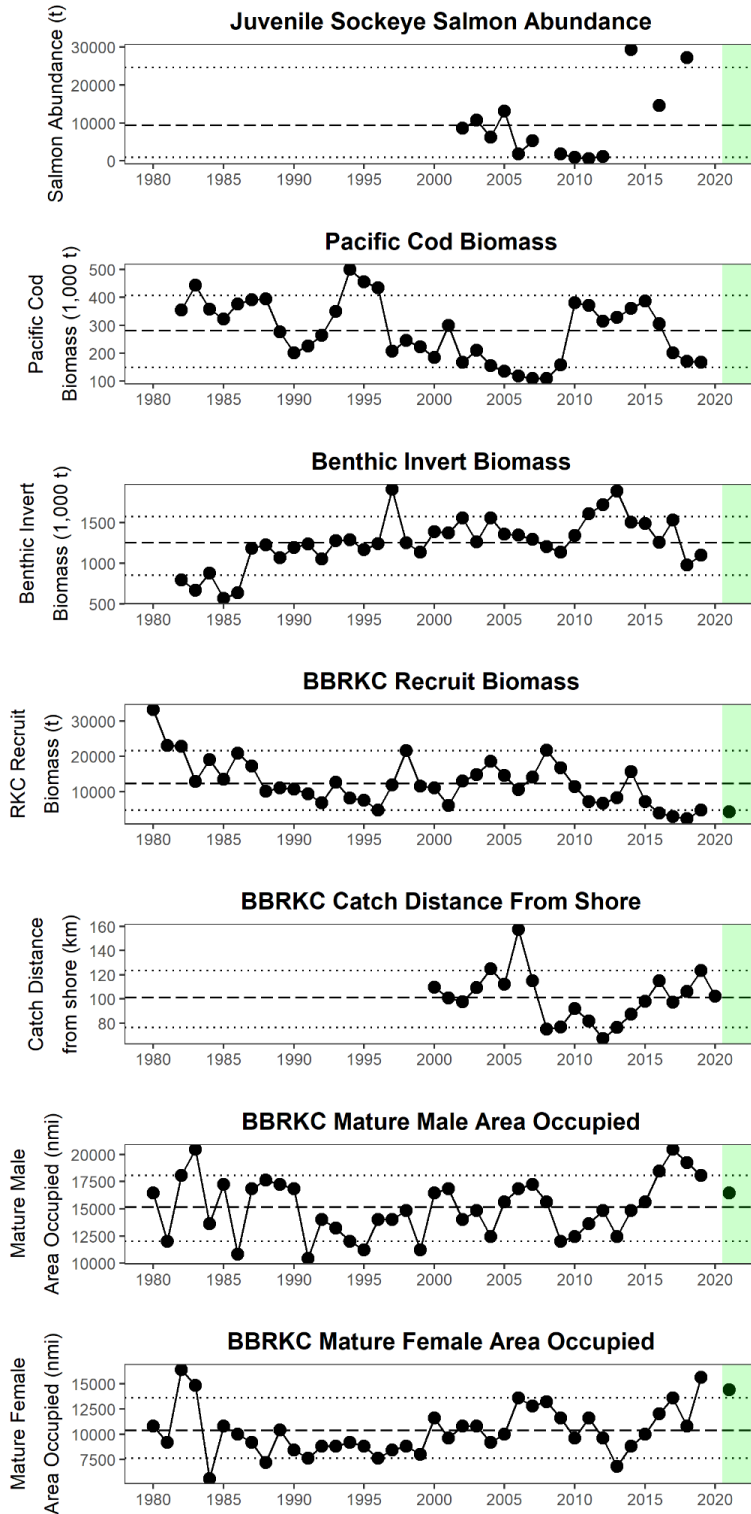 Juvenile Sockeye Salmon Abundance
Salmon Abundance (t)
30000
20000
10000
0
1980 1985 1990 1995 2000 2005 2010 2015 2020
Pacific Cod Biomass
Pacific Cod
Biomass (1,000 t)
500
400
300
200
100
1980 1985 1990 1995 2000 2005 2010 2015 2020
Benthic Invert Biomass
Benthic Invert
Biomass (1,000 t)
1500
1000
500
1980 1985 1990 1995 2000 2005 2010 2015 2020
BBRKC Recruit Biomass
RKC Recruit
Biomass (t)
30000
20000
10000
1980 1985 1990 1995 2000 2005 2010 2015 2020
BBRKC Catch Distance From Shore
Catch Distance
from shore (km)
160
140
120
100
80
1980 1985 1990 1995 2000 2005 2010 2015 2020
BBRKC Mature Male Area Occupied
Mature Male
Area Occupied (nmi)
20000
17500
15000
12500
10000
1980 1985 1990 1995 2000 2005 2010 2015 2020
BBRKC Mature Female Area Occupied
Mature Female
Area Occupied (nmi)
15000
12500
10000
7500
1980 1985 1990 1995 2000 2005 2010 2015 2020